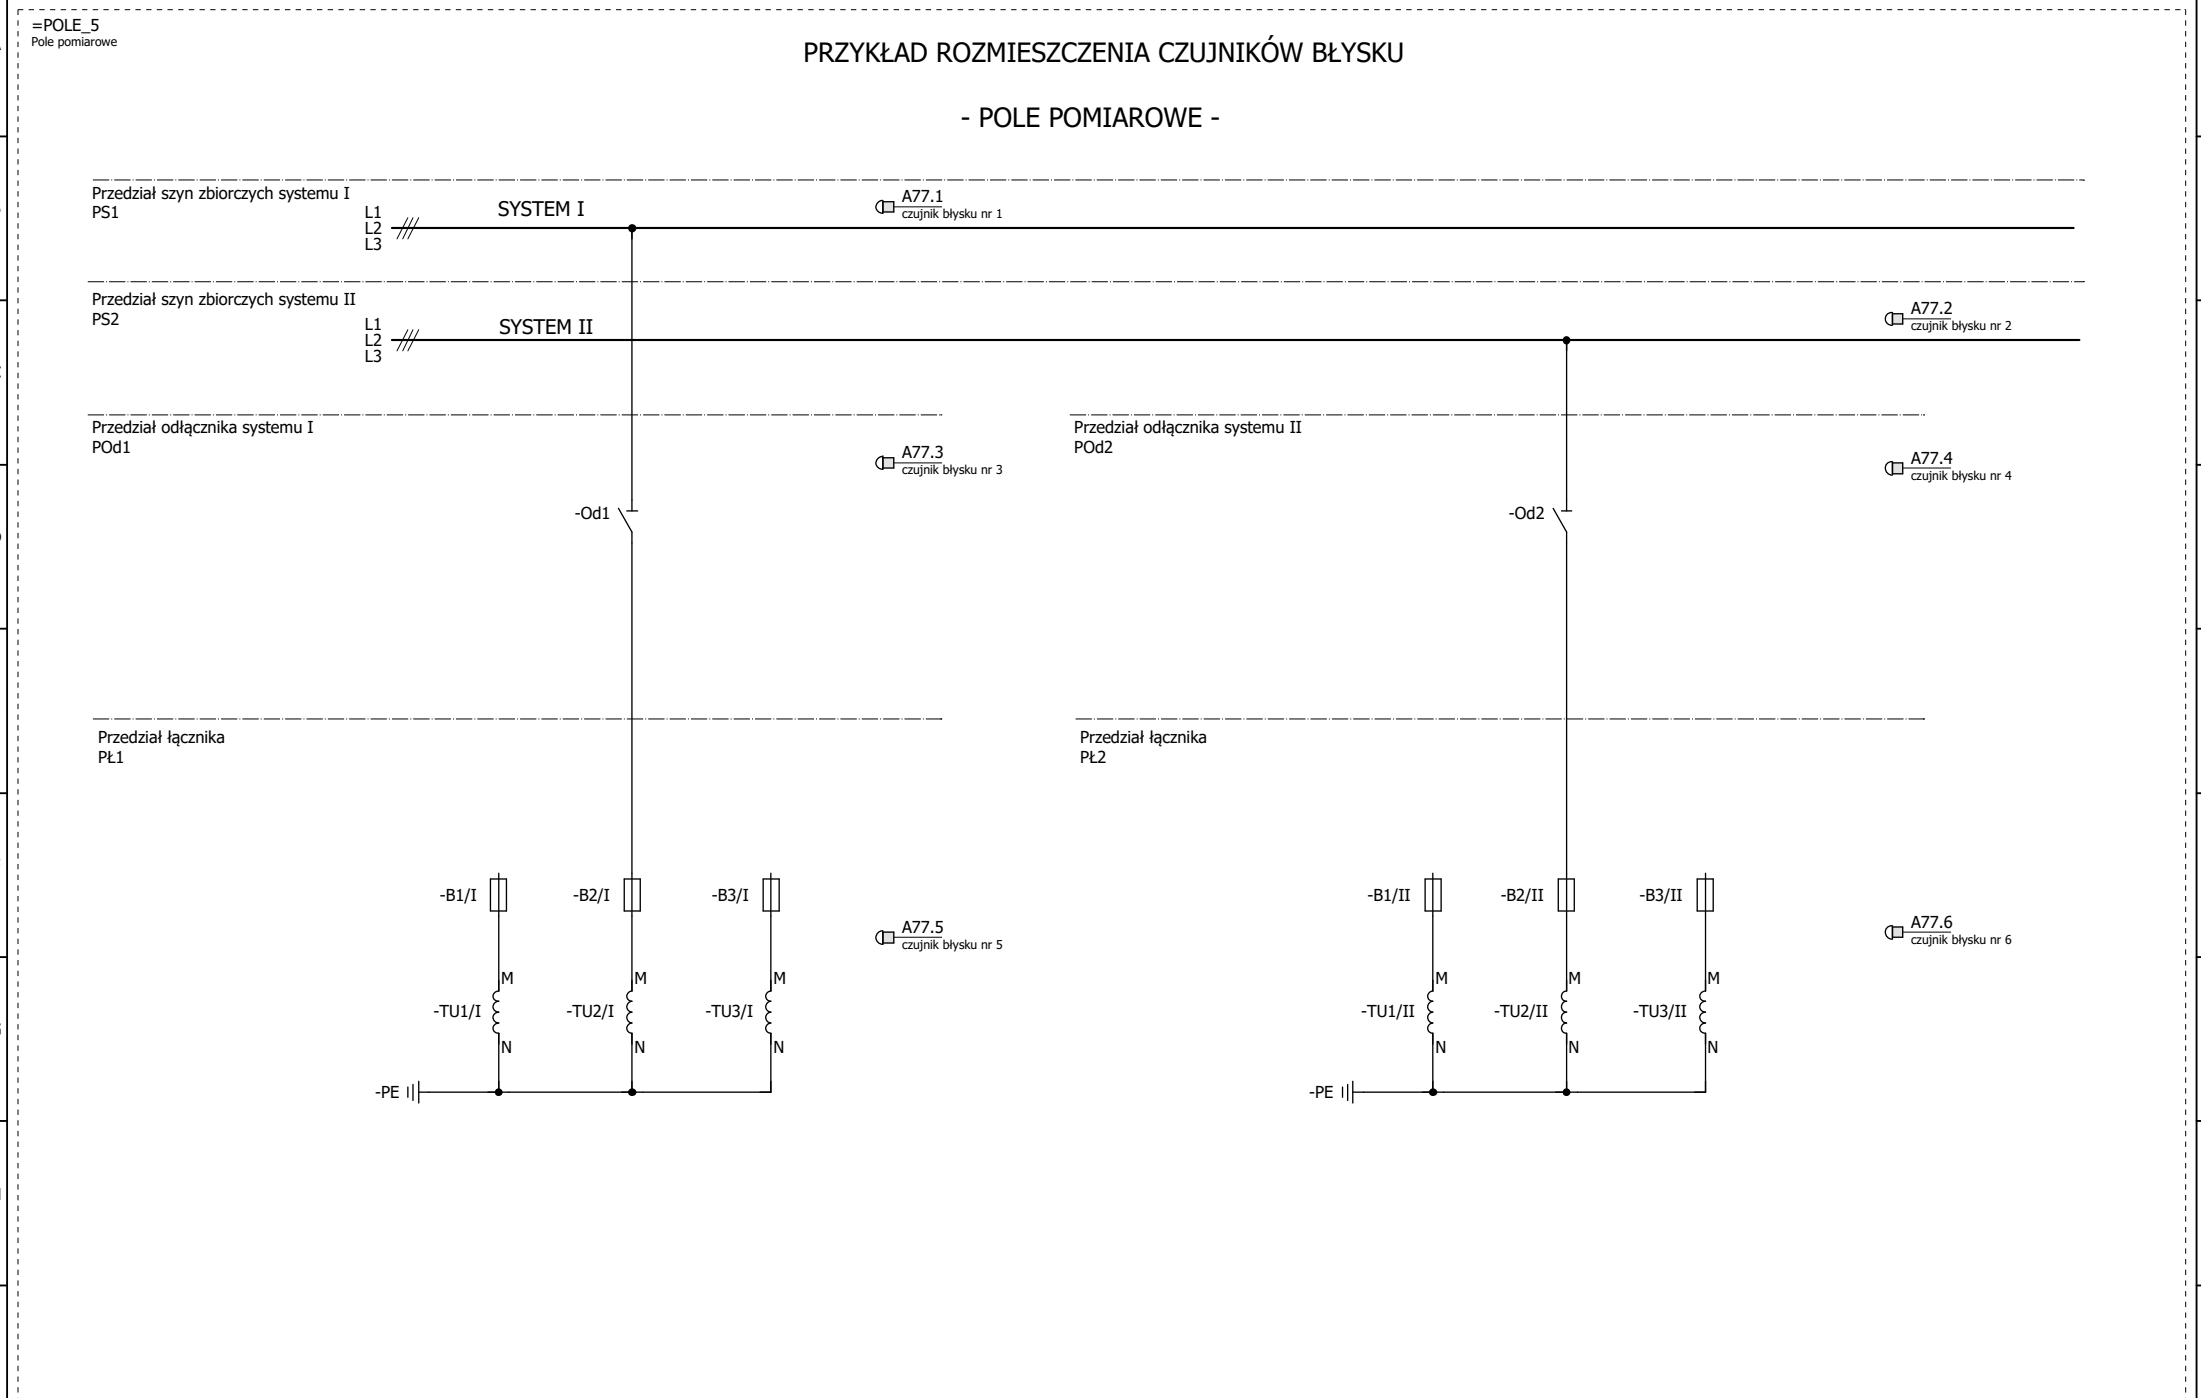 =POLE_5
Pole pomiarowe
PRZYKŁAD ROZMIESZCZENIA CZUJNIKÓW BŁYSKU
- POLE POMIAROWE -
Przedział szyn zbiorczych systemu I
PS1
L1
L2
L3
SYSTEM I
A77.1
czujnik błysku nr 1
Przedział szyn zbiorczych systemu II
PS2
L1
L2
L3
SYSTEM II
A77.2
czujnik błysku nr 2
Przedział odłącznika systemu I
POd1
A77.3
czujnik błysku nr 3
Przedział odłącznika systemu II
POd2
A77.4
czujnik błysku nr 4
-Od1
-Od2
Przedział łącznika
PŁ1
Przedział łącznika
PŁ2
-B1/I
-B2/I
-B3/I
A77.5
czujnik błysku nr 5
-B1/II
-B2/II
-B3/II
A77.6
czujnik błysku nr 6
M
M
M
M
M
M
-TU1/I
-TU2/I
-TU3/I
-TU1/II
-TU2/II
-TU3/II
N
N
N
N
N
N
-PE
-PE